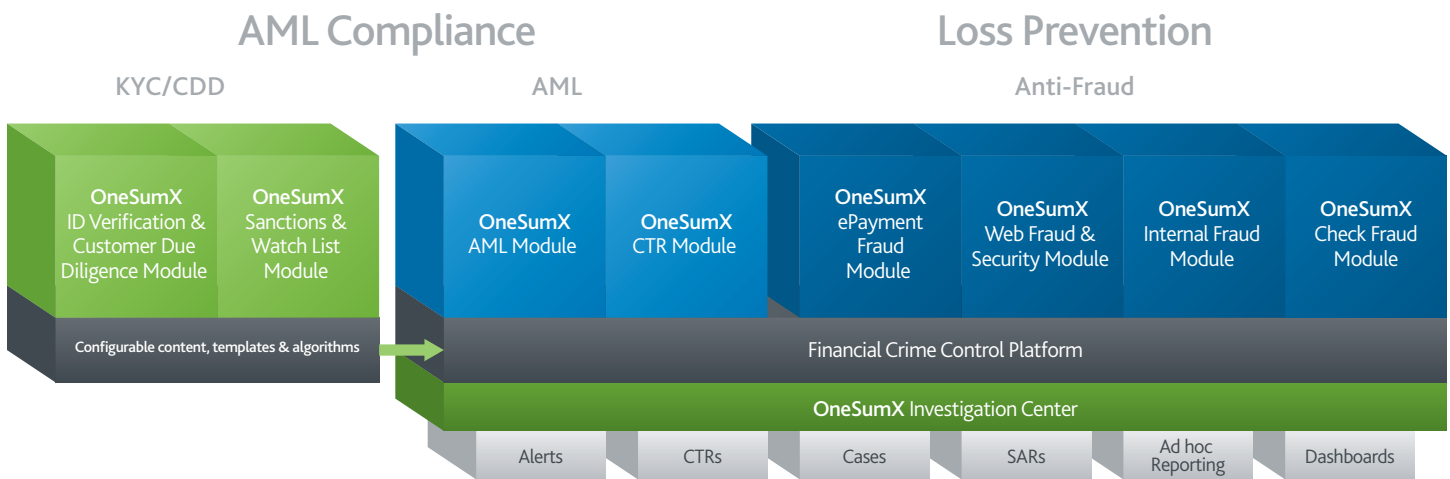 AML Compliance
Loss Prevention
KYC/CDD
AML
Anti-Fraud
OneSumX
ID Verification &
Customer Due
Diligence Module
OneSumX
Sanctions &
Watch List
Module
OneSumX
AML Module
OneSumX
CTR Module
OneSumX
ePayment
Fraud
Module
OneSumX
Web Fraud &
Security Module
OneSumX
Internal Fraud
Module
OneSumX
Check Fraud
Module
Configurable content, templates & algorithms
Financial Crime Control Platform
OneSumX Investigation Center
Alerts
CTRs
Cases
SARs
Ad hoc
Reporting
Dashboards